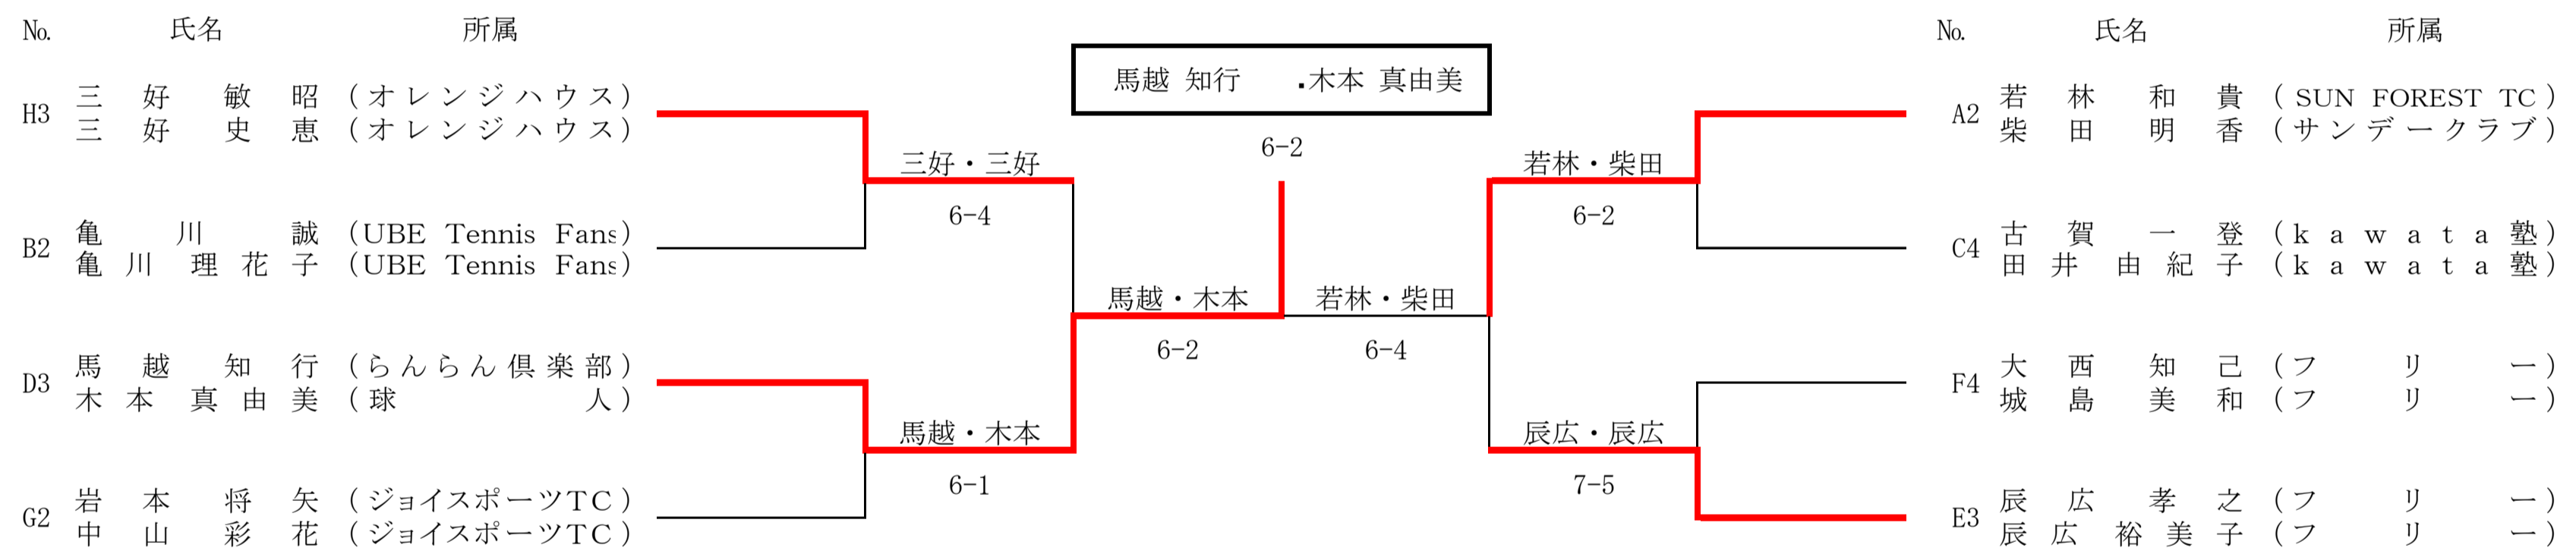 No. 氏名 所属
馬越 知行 .木本 真由美
No. 氏名 所属
H3 三好敏昭 (オレンジハウス)
三好史恵 (オレンジハウス)
A2 若林和貴 (SUN FOREST TC)
柴田明香 (サンデークラブ)
6-2
三好・三好
6-4
若林・柴田
6-2
B2 亀川誠 (UBE Tennis Fans)
亀川理花子 (UBE Tennis Fans)
C4 古賀一登 (kawata塾)
田井由紀子 (kawata塾)
馬越・木本
6-2
若林・柴田
6-4
D3 馬越知行 (らんらん倶楽部)
木本真由美 (球人)
F4 大西知己 (フリー)
城島美和 (フリー)
馬越・木本
6-1
辰広・辰広
7-5
G2 岩本将矢 (ジョイスポーツTC)
中山彩花 (ジョイスポーツTC)
E3 辰広孝之 (フリー)
辰広裕美子 (フリー)